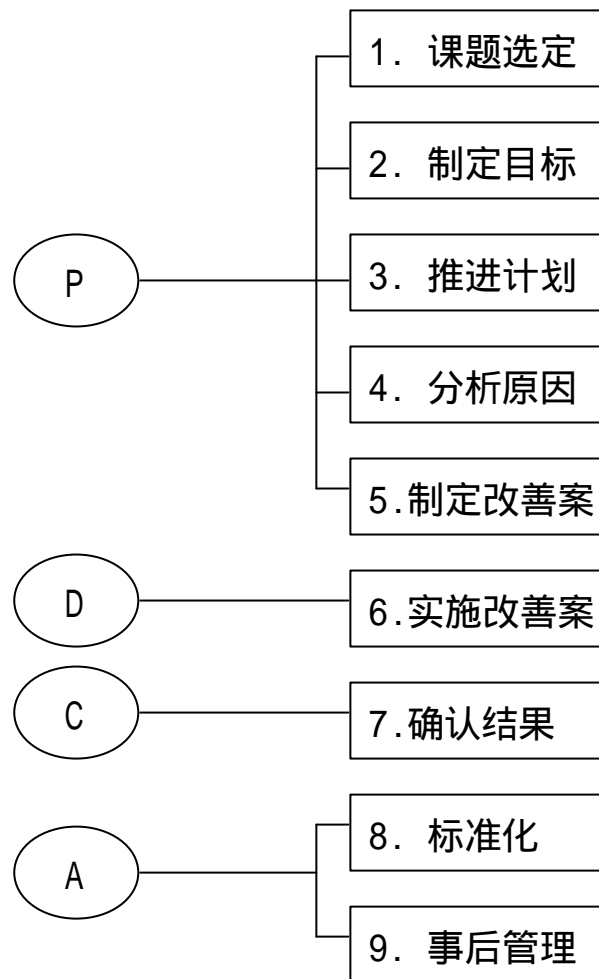 1. 课题选定
2. 制定目标
P
3. 推进计划
4. 分析原因
5.制定改善案
D
6.实施改善案
C
7.确认结果
8. 标准化
A
9. 事后管理